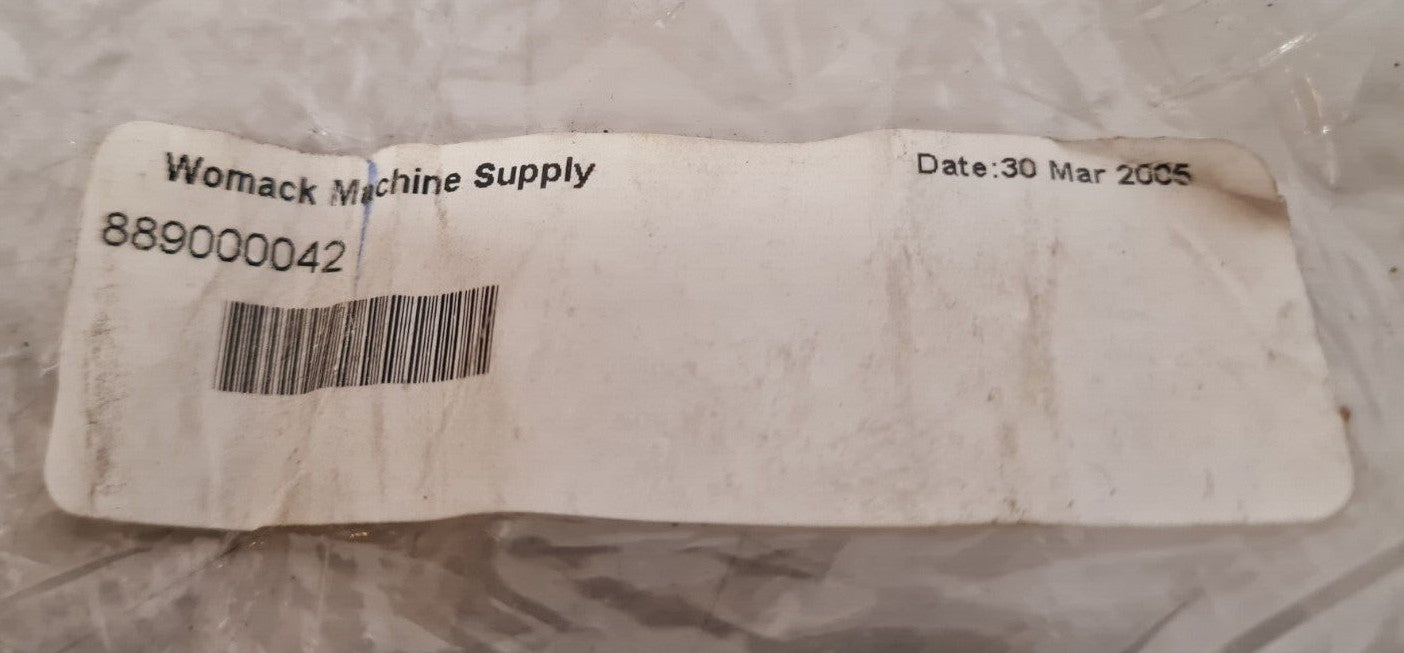 Womack Machine Supply
Date:30 Mar 2005
889000042